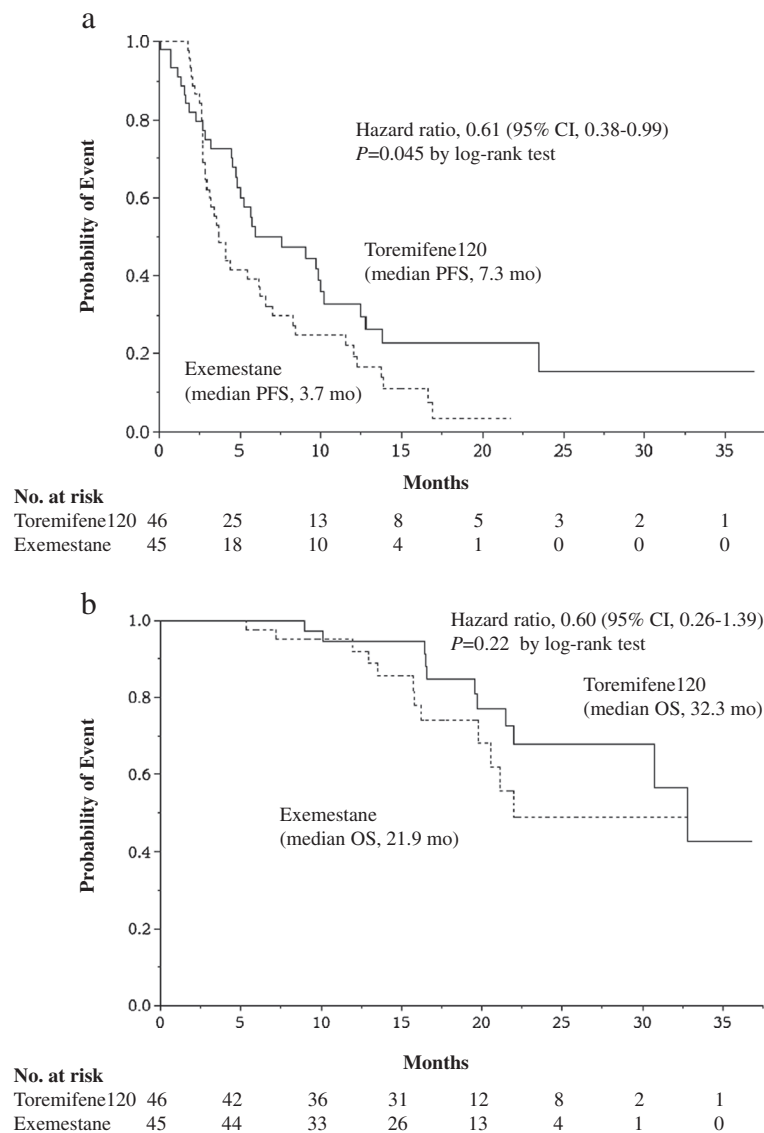 a
1.0
0.8
0.6
0.4
0.2
0.0
Probability of Event
Hazard ratio, 0.61 (95% CI, 0.38-0.99)
P=0.045 by log-rank test
Toremifene120
(median PFS, 7.3 mo)
Exemestane
(median PFS, 3.7 mo)
0 5 10 15 20 25 30 35
Months
No. at risk
Toremifene120 46 25 13 8 5 3 2 1
Exemestane 45 18 10 4 1 0 0 0
b
1.0
0.8
0.6
0.4
0.2
0.0
Probability of Event
Hazard ratio, 0.60 (95% CI, 0.26-1.39)
P=0.22 by log-rank test
Toremifene120
(median OS, 32.3 mo)
Exemestane
(median OS, 21.9 mo)
0 5 10 15 20 25 30 35
Months
No. at risk
Toremifene120 46 42 36 31 12 8 2 1
Exemestane 45 44 33 26 13 4 1 0